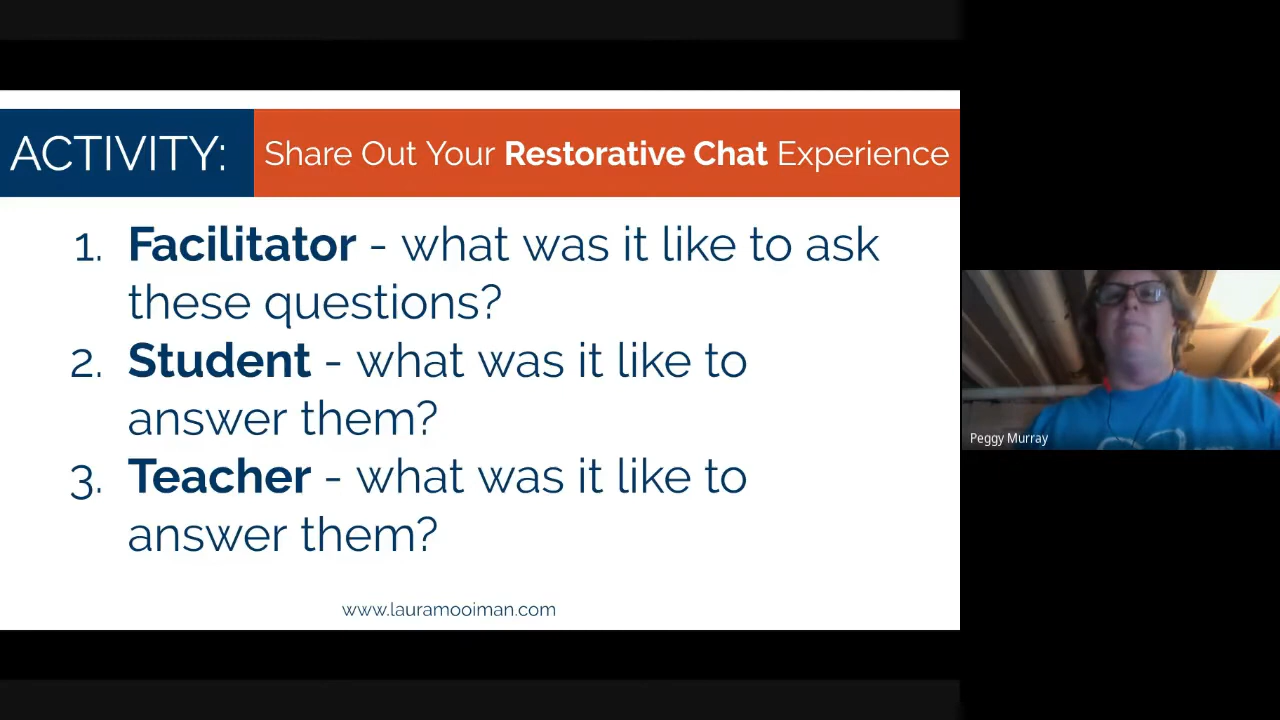 ACTIVITY: Share Out Your Restorative Chat Experience
1. Facilitator - what was it like to ask
these questions?
2. Student - what was it like to
answer them?
3. Teacher - what was it like to
answer them?
www.lauramooiman.com
Peggy Murray